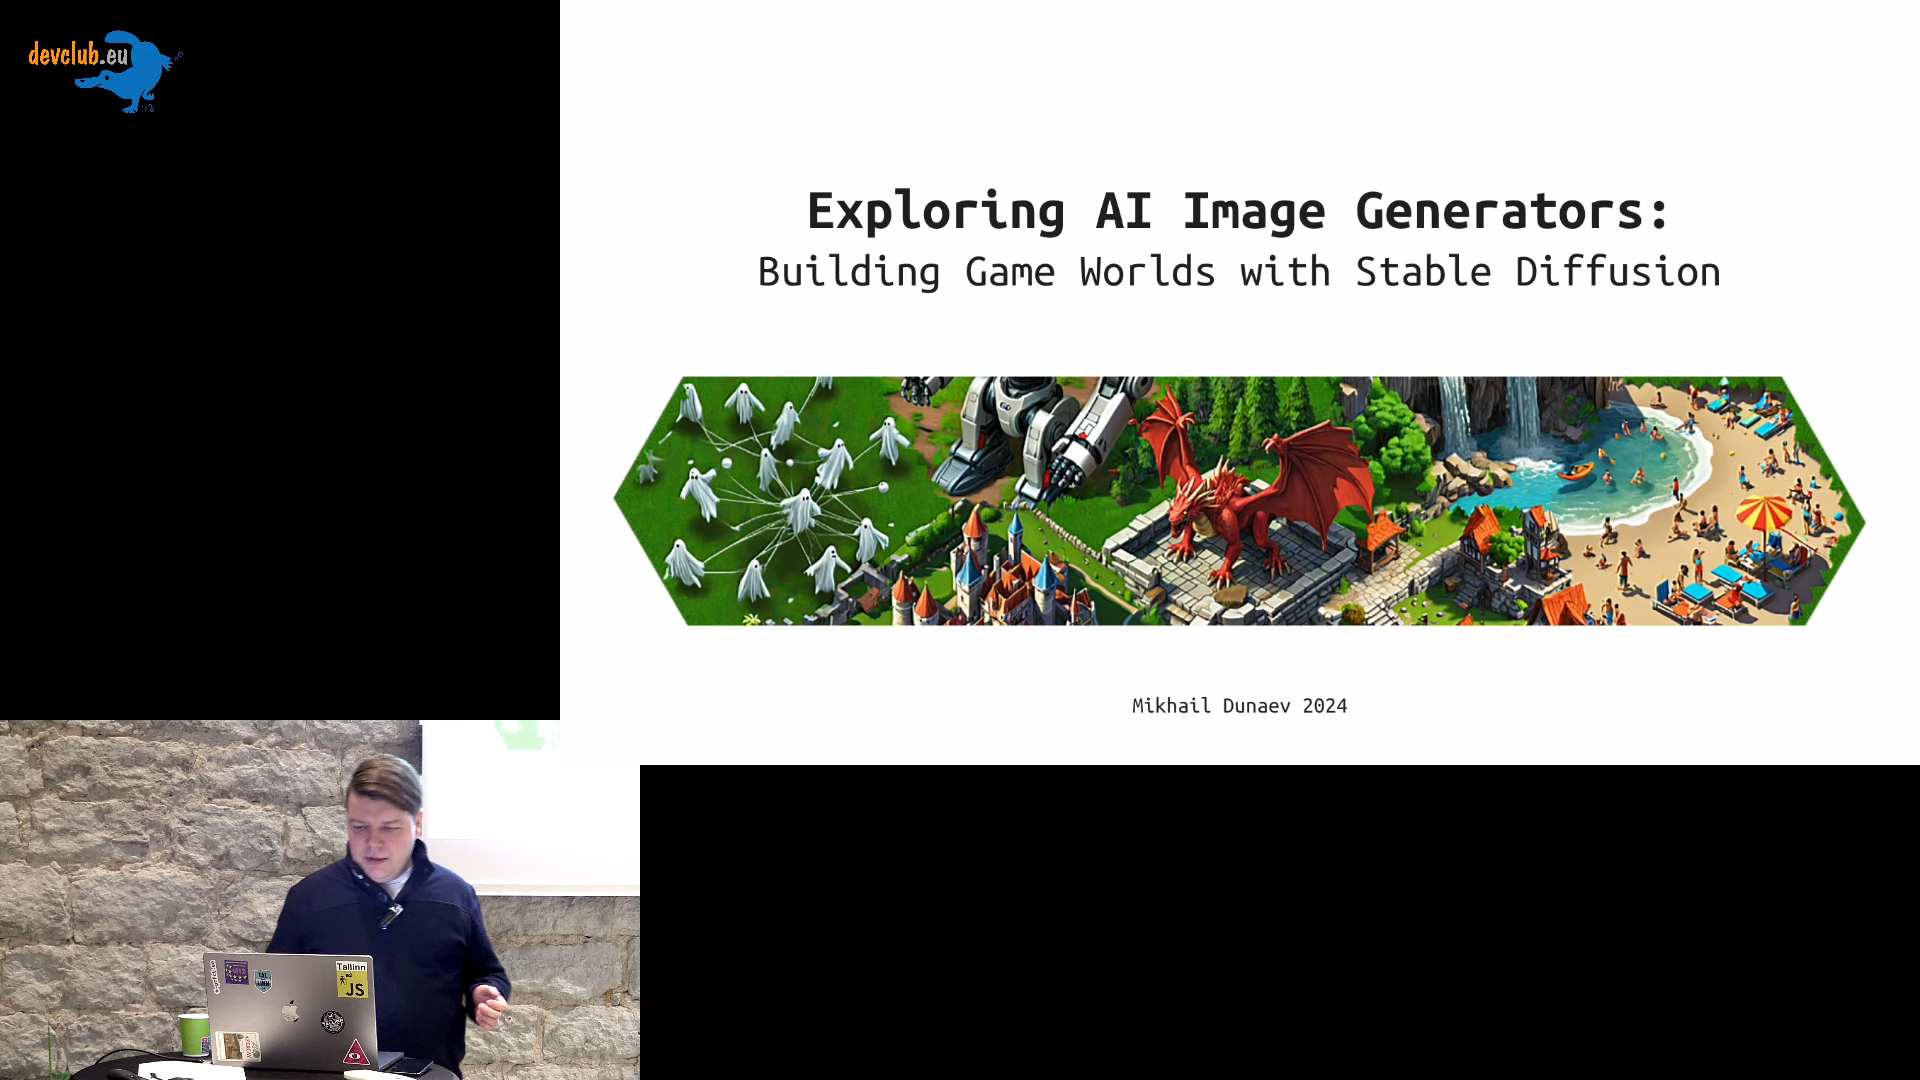 devclub.eu
Exploring AI Image Generators:
Building Game Worlds with Stable Diffusion
Mikhail Dunaev 2024
Tallinn
JS